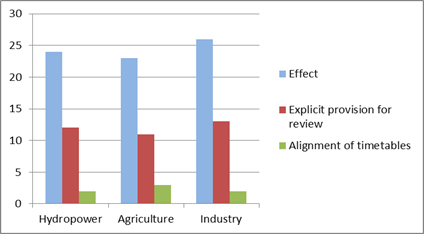 30
25
20
15
10
5
0
Hydropower Agriculture Industry
Effect
Explicit provision for
review
Alignment of timetables